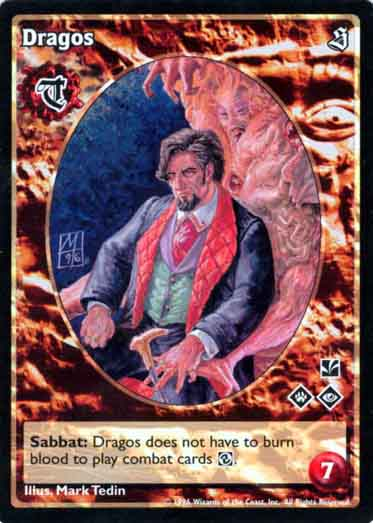 Dragos
M
96
Sabbat: Dragos does not have to burn
blood to play combat cards.
7
Illus. Mark Tedin
© 1996 Wizards of the Coast, Inc. All Rights Reserved